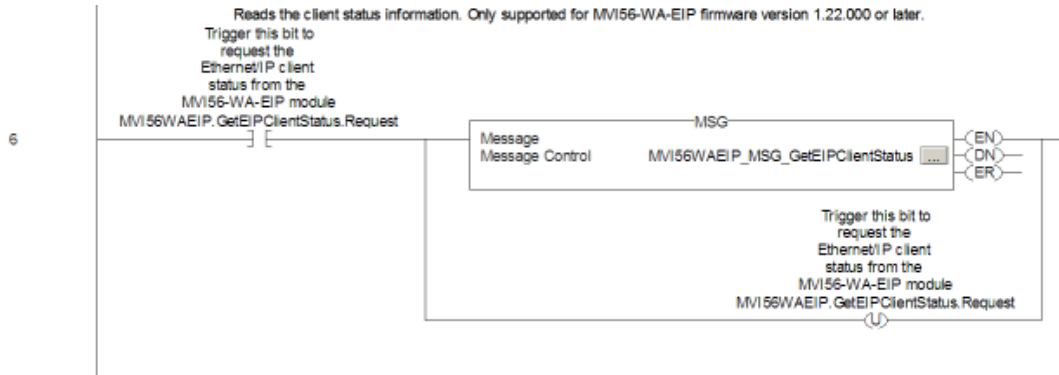 Reads the client status information. Only supported for MVI56-WA-EIP firmware version 1.22.000 or later.
Trigger this bit to
request the
Ethernet/IP client
status from the
MVI56-WA-EIP module
MVI56WAEIP.GetEIPClientStatus.Request
6
MSG
Message
Message Control MVI56WAEIP_MSG_GetEIPClientStatus ...
EN
DN
ER
Trigger this bit to
request the
Ethernet/IP client
status from the
MVI56-WA-EIP module
MVI56WAEIP.GetEIPClientStatus.Request
U